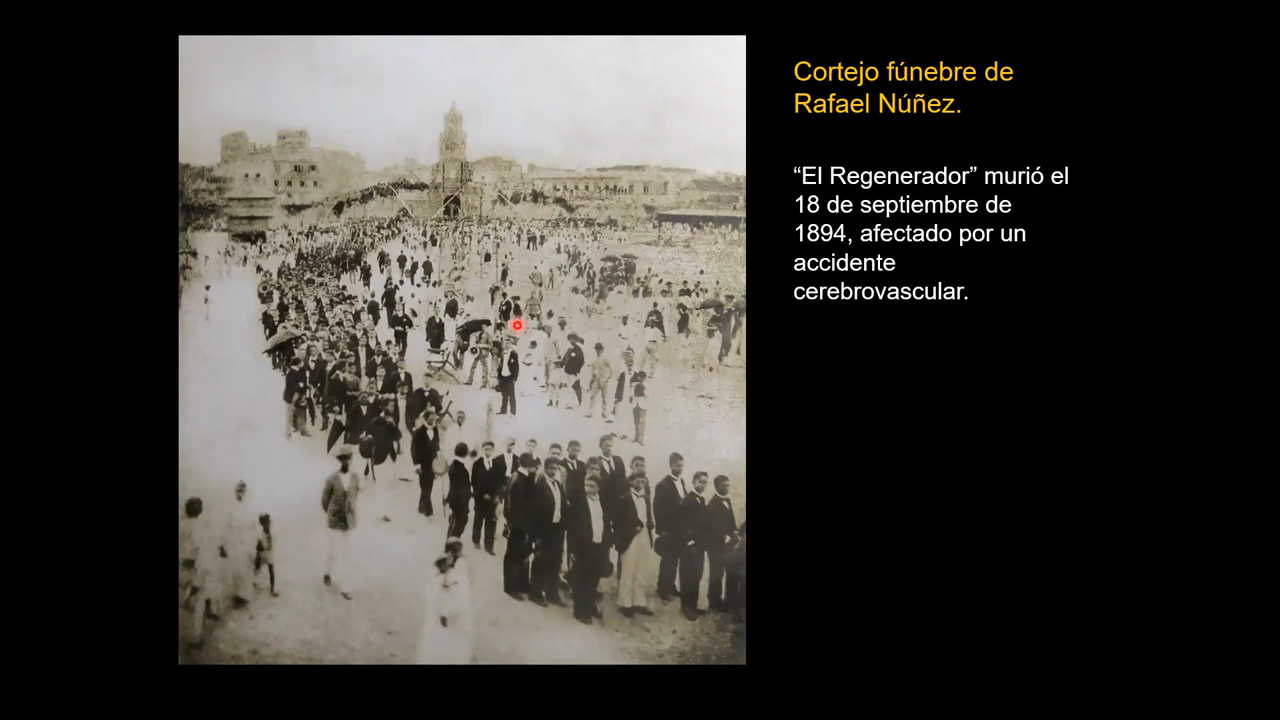 Cortejo fúnebre de
Rafael Núñez.
“El Regenerador” murió el
18 de septiembre de
1894, afectado por un
accidente
cerebrovascular.